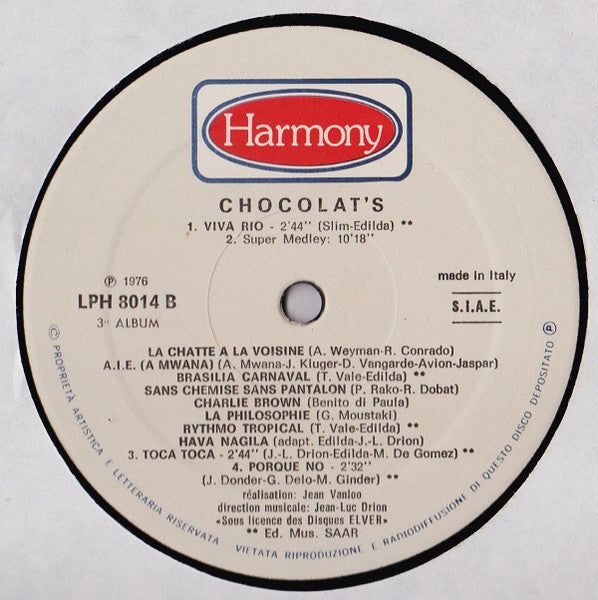 Harmony
CHOCOLAT'S
1. VIVA RIO - 2'44'' (Slim-Edilda) **
2. Super Medley: 10'18''
Ⓟ 1976
LPH 8014 B
3º ALBUM
made in Italy
S.I.A.E.
LA CHATTE A LA VOISINE (A. Weyman-R. Conrado)
A.I.E. (A MWANA) (A. Mwana-J. Kluger-D. Vangarde-Avion-Jaspar)
BRASILIA CARNAVAL (T. Vale-Edilda) **
SANS CHEMISE SANS PANTALON (P. Rako-R. Dobat)
CHARLIE BROWN (Benito di Paula)
LA PHILOSOPHIE (G. Moustaki)
RYTHMO TROPICAL (T. Vale-Edilda) **
HAVA NAGILA (adapt. Edilda-J.-L. Drion)
3. TOCA TOCA - 2'44'' (J.-L. Drion-Edilda-M. De Gomez) **
4. PORQUE NO - 2'32''
(J. Donder-G. Delo-M. Ginder) **
réalisation: Jean Vanloo
direction musicale: Jean-Luc Drion
«Sous licence des Disques ELVER»
** Ed. Mus. SAAR
© PROPRIETÀ ARTISTICA E LETTERARIA RISERVATA VIETATA RIPRODUZIONE E RADIODIFFUSIONE DI QUESTO DISCO DEPOSITATO Ⓟ